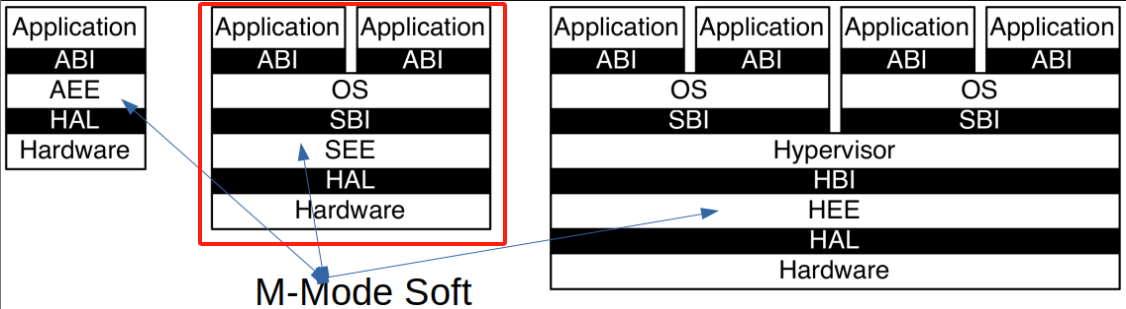 Application
ABI
AEE
HAL
Hardware
Application Application
ABI ABI
OS
SBI
SEE
HAL
Hardware
Application Application Application Application
ABI ABI ABI ABI
OS OS
SBI SBI
Hypervisor
HBI
HEE
HAL
Hardware
M-Mode Soft